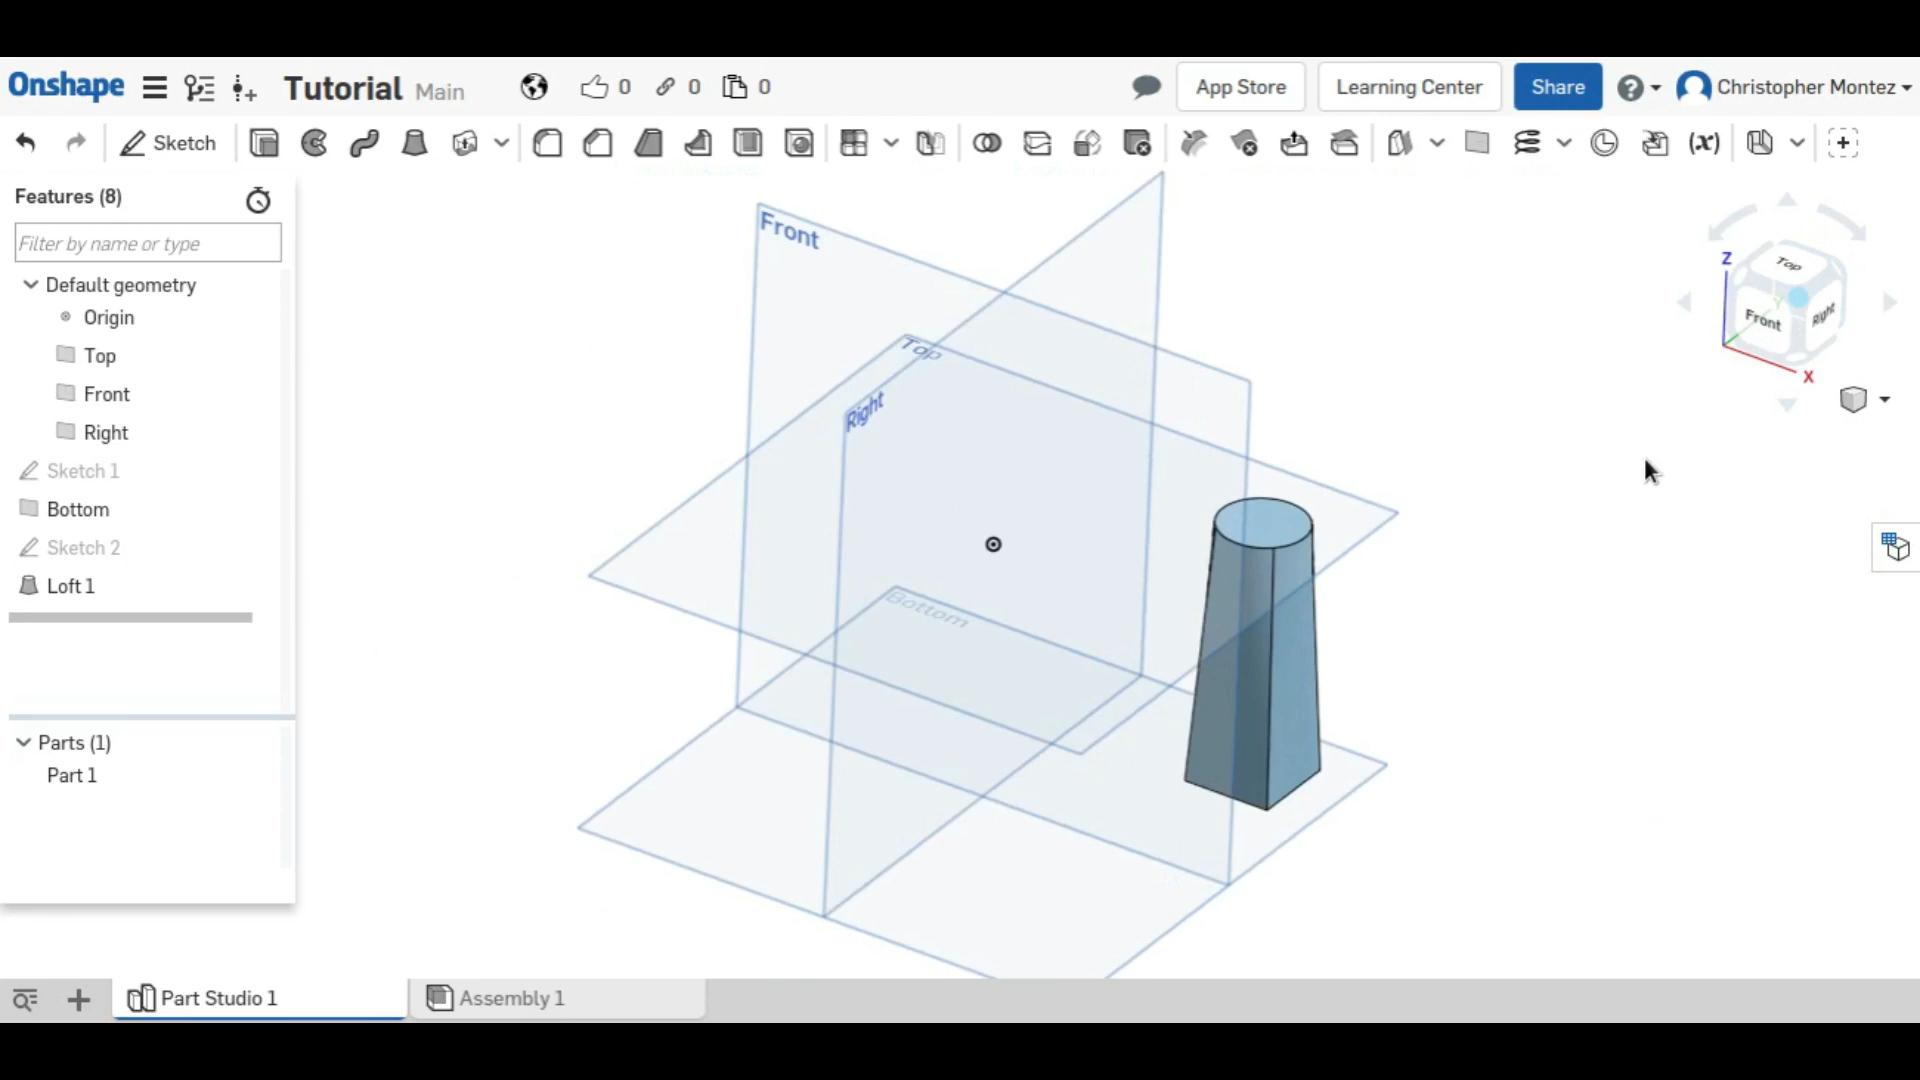 Onshape Tutorial Main 0 0 0 App Store Learning Center Share ? Christopher Montez
Sketch (x)
Features (8)
Filter by name or type
Default geometry
Origin
Top
Front
Right
Sketch 1
Bottom
Sketch 2
Loft 1
Parts (1)
Part 1
Front
Top
Right
Bottom
Z
Top
Y
Front
Right
X
Part Studio 1
Assembly 1